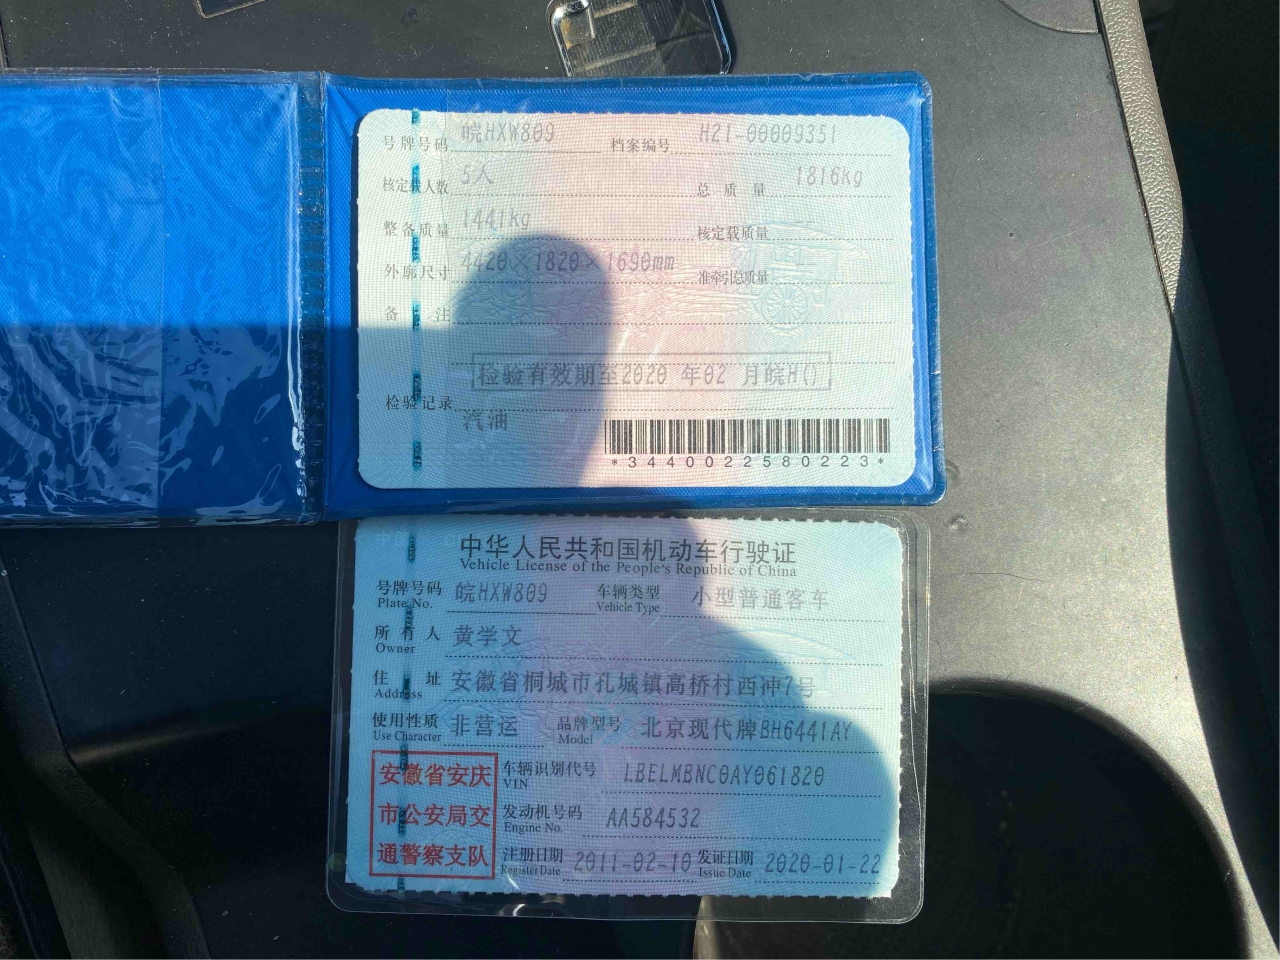 号牌号码 皖HXW809 档案编号 H21-00009351
核定载人数 5人 总质量 1816kg
整备质量 1441kg 核定载质量
外廓尺寸 4420×1820×1690mm 准牵引总质量
备注
检验有效期至2020 年02 月皖H()
检验记录
汽油
*3440022580223*
中华人民共和国机动车行驶证
Vehicle License of the People's Republic of China
号牌号码 皖HXW809 车辆类型 小型普通客车
Plate No. Vehicle Type
所有人 黄学文
Owner
住址 安徽省桐城市孔城镇高桥村西冲7号
Address
使用性质 非营运 品牌型号 北京现代牌BH6441AY
Use Character Model
安徽省安庆 车辆识别代号 LBELMBNC0AY061820
VIN
市公安局交 发动机号码 AA584532
Engine No.
通警察支队 注册日期 2011-02-10 发证日期 2020-01-22
Register Date Issue Date